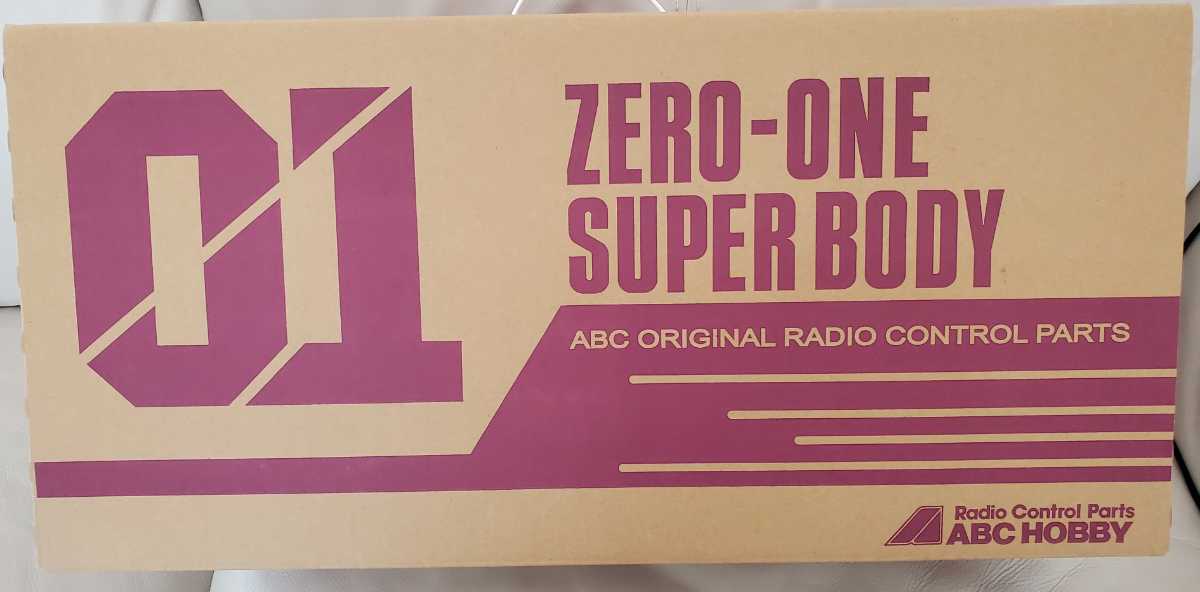 01
ZERO-ONE
SUPER BODY
ABC ORIGINAL RADIO CONTROL PARTS
Radio Control Parts
ABC HOBBY